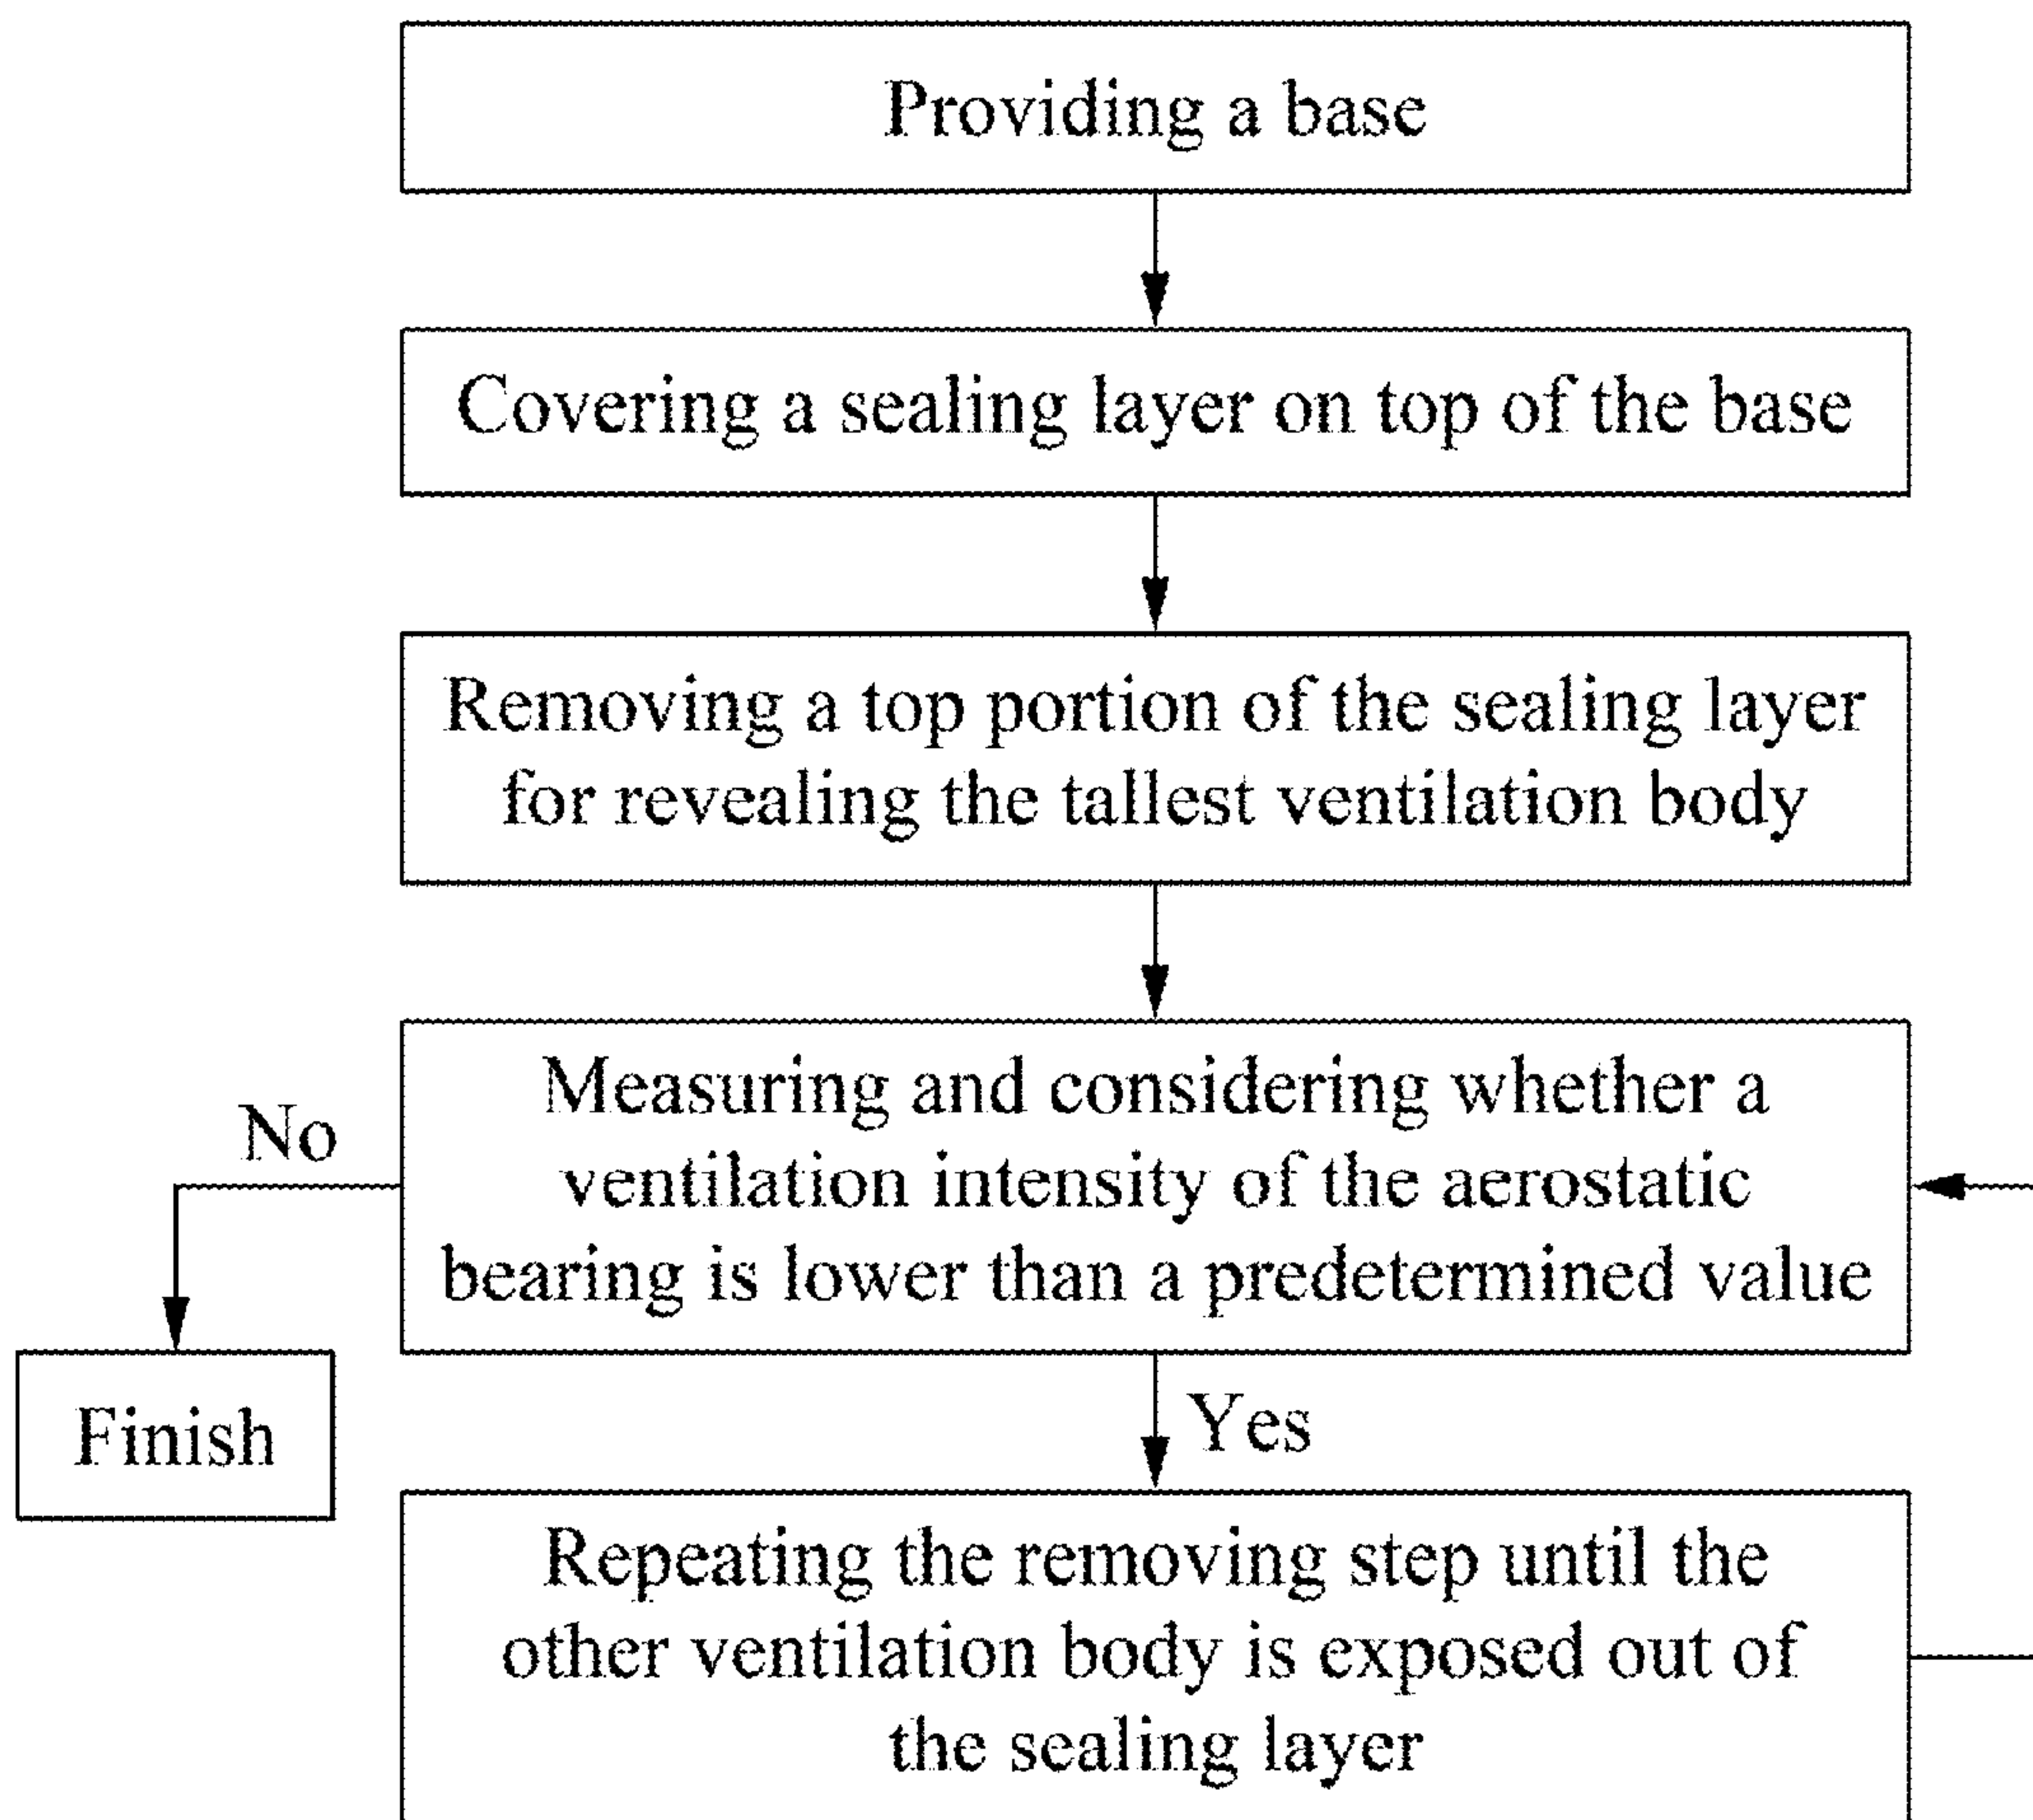 Providing a base
Covering a sealing layer on top of the base
Removing a top portion of the sealing layer
for revealing the tallest ventilation body
Measuring and considering whether a
ventilation intensity of the aerostatic
bearing is lower than a predetermined value
No
Finish
Yes
Repeating the removing step until the
other ventilation body is exposed out of
the sealing layer